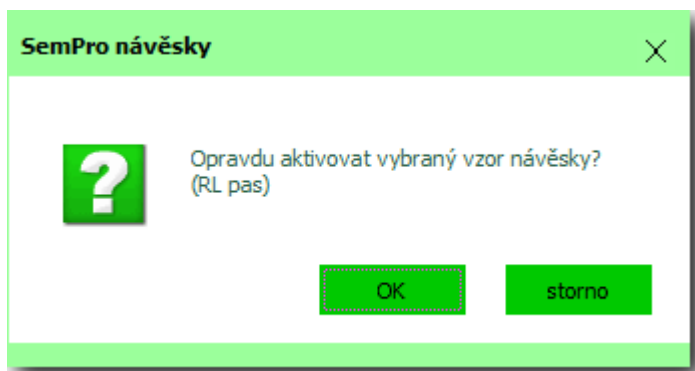 SemPro návěsky
Opravdu aktivovat vybraný vzor návěsky?
(RL pas)
OK
storno